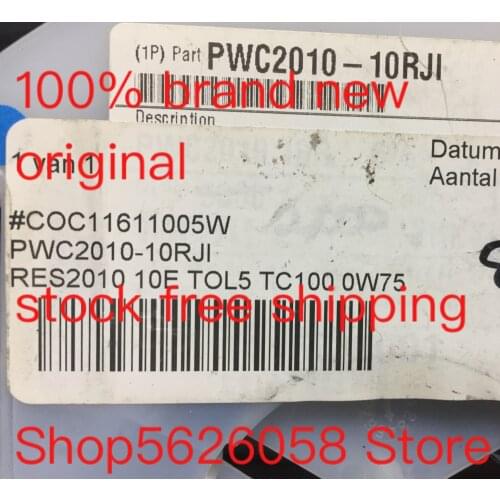 (1P) Part PWC2010-10RJI
100% brand new
Description
Datum
1 van 1
original
Aantal
#COC11611005W
PWC2010-10RJI
RES2010 10E TOL5 TC100 0W75
stock free shipping
Shop5626058 Store